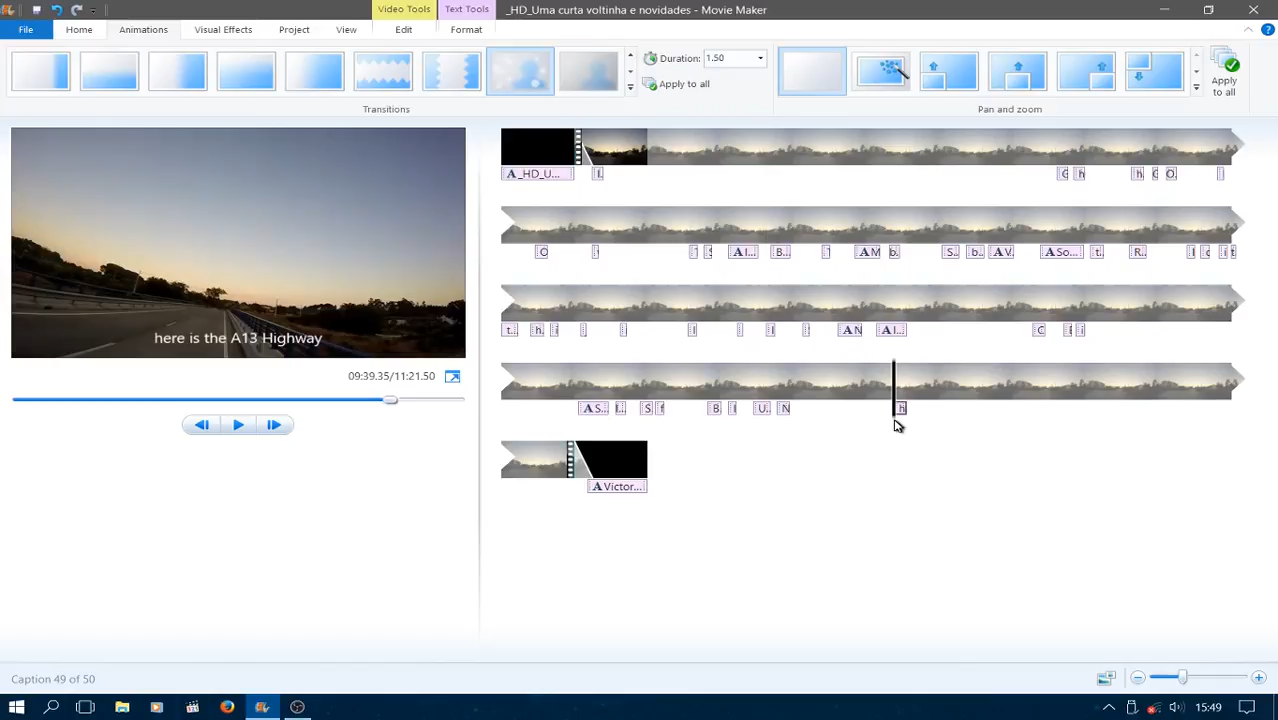 Video Tools
Text Tools
_HD_Uma curta voltinha e novidades - Movie Maker
File
Home
Animations
Visual Effects
Project
View
Edit
Format
Duration:
1.50
Apply to all
Apply
to all
Transitions
Pan and zoom
here is the A13 Highway
09:39.35/11:21.50
A _HD_U...
I.
h
h
O.
O
A I...
B...
A M
b.
S.
b.
A V.
A So...
t.
R..
t
t..
h.
i
A N
A I...
A S...
I...
S
f
B
U.
N
h
A Victor...
Caption 49 of 50
15:49